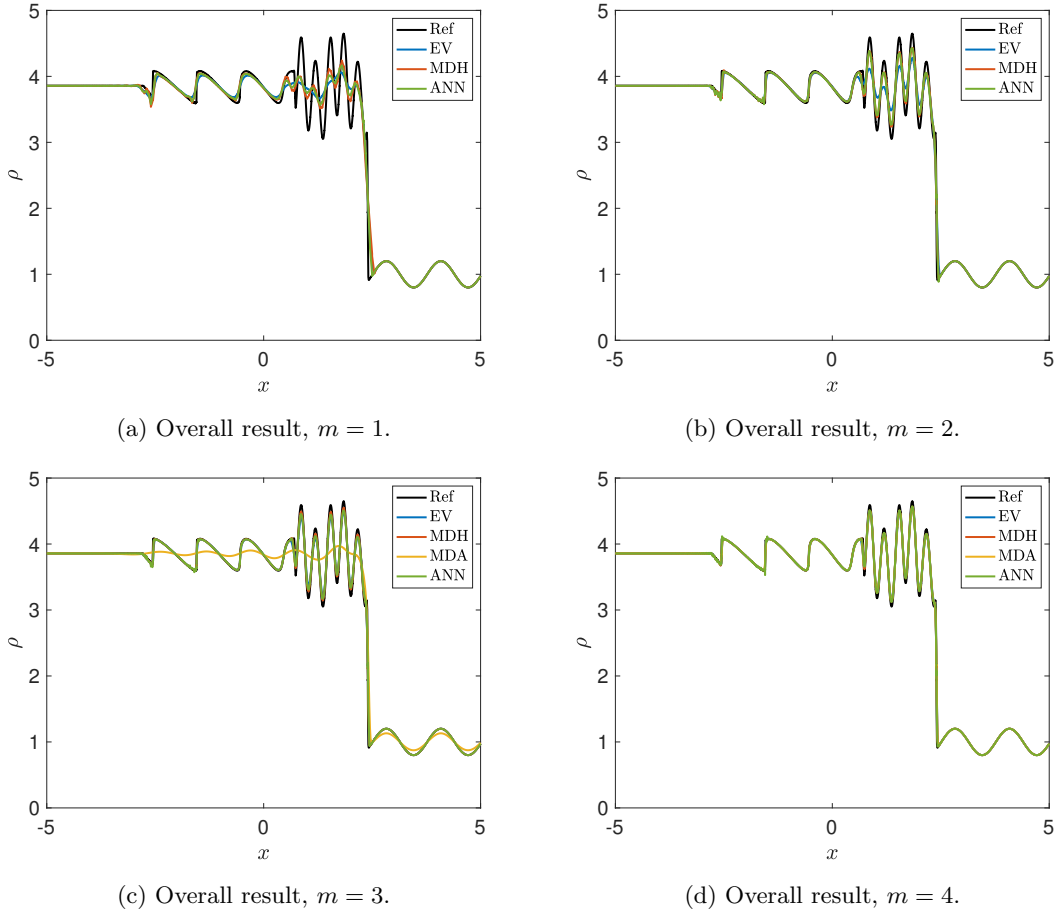 5
4
3
2
1
0
ρ
-5
0
5
x
Ref
EV
MDH
ANN
(a) Overall result, m = 1.
5
4
3
2
1
0
ρ
-5
0
5
x
Ref
EV
MDH
ANN
(b) Overall result, m = 2.
5
4
3
2
1
0
ρ
-5
0
5
x
Ref
EV
MDH
MDA
ANN
(c) Overall result, m = 3.
5
4
3
2
1
0
ρ
-5
0
5
x
Ref
EV
MDH
MDA
ANN
(d) Overall result, m = 4.